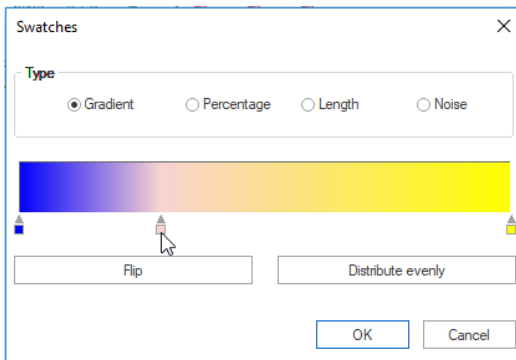 Swatches
Type
Gradient Percentage Length Noise
Flip Distribute evenly
OK Cancel